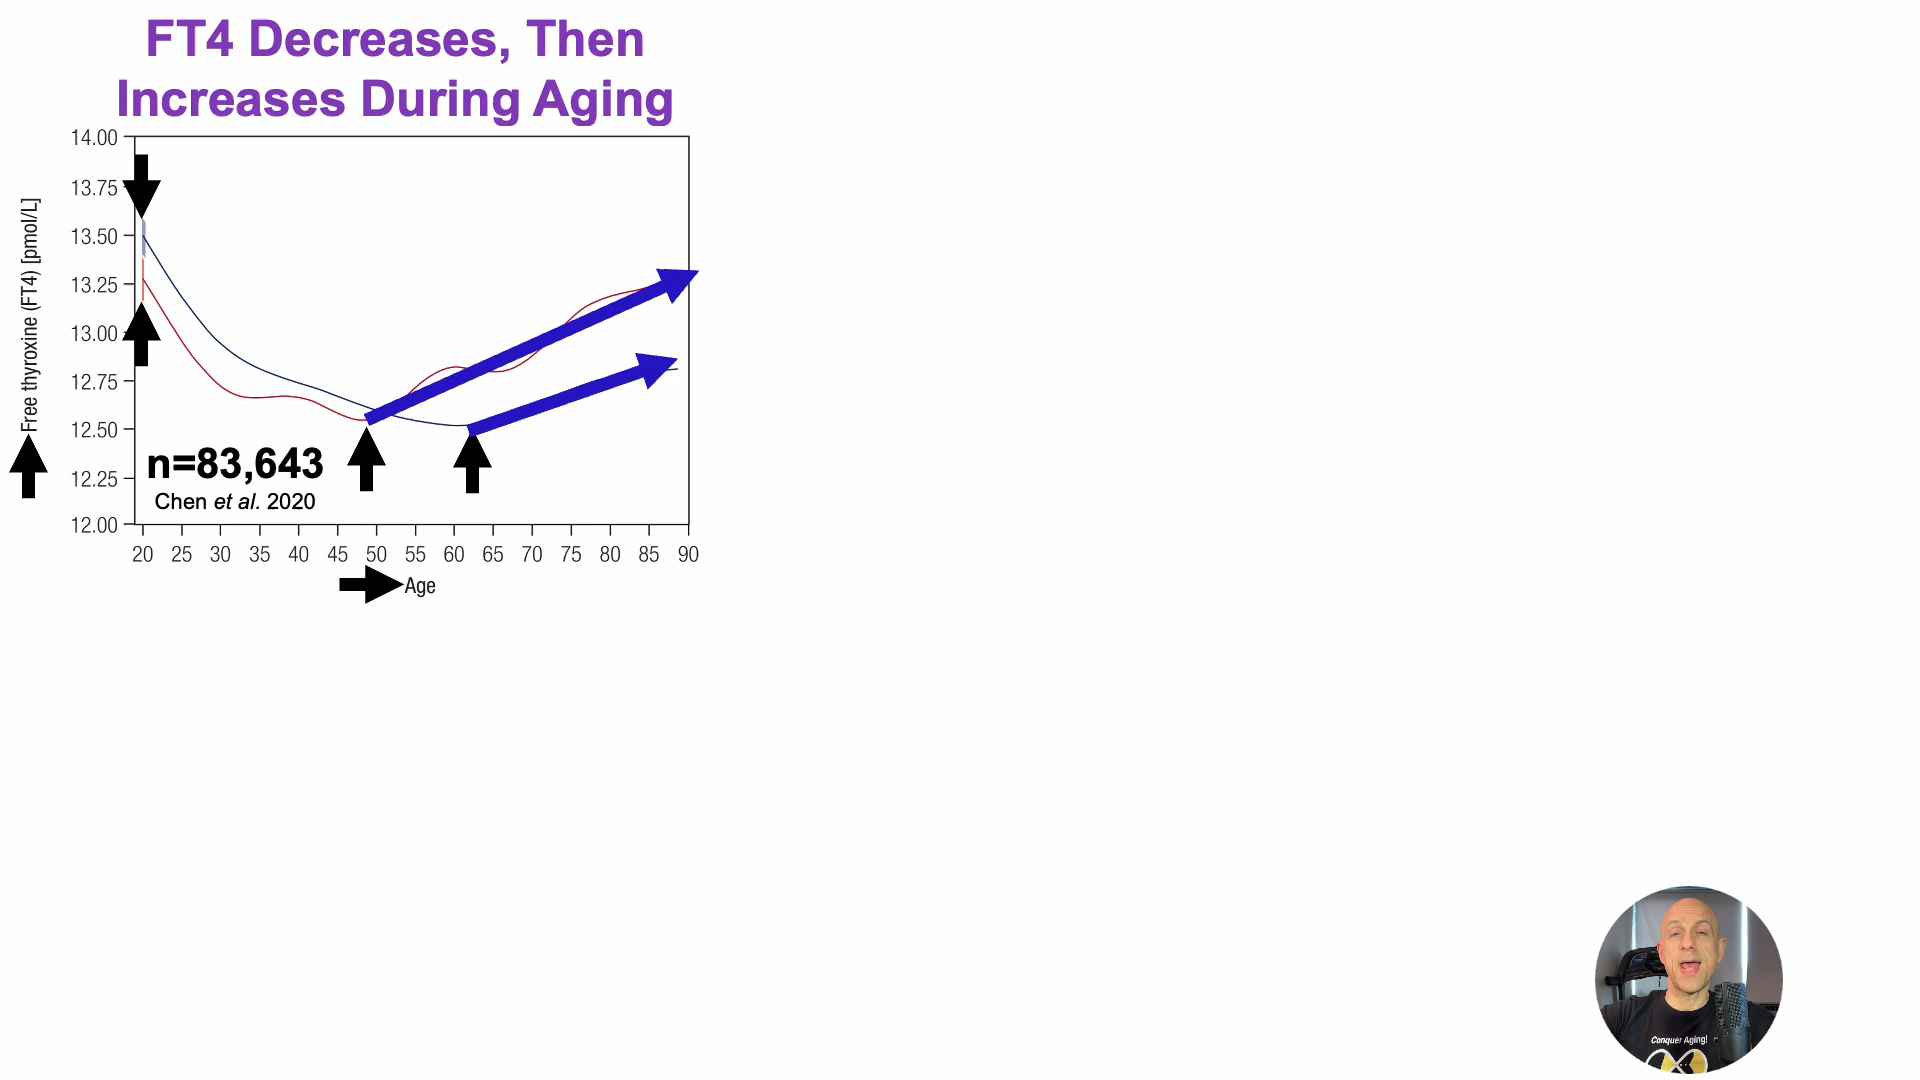 FT4 Decreases, Then
Increases During Aging
14.00
13.75
13.50
13.25
13.00
12.75
12.50
12.25
12.00
Free thyroxine (FT4) [pmol/L]
n=83,643
Chen et al. 2020
20 25 30 35 40 45 50 55 60 65 70 75 80 85 90
Age
Conquer Aging!